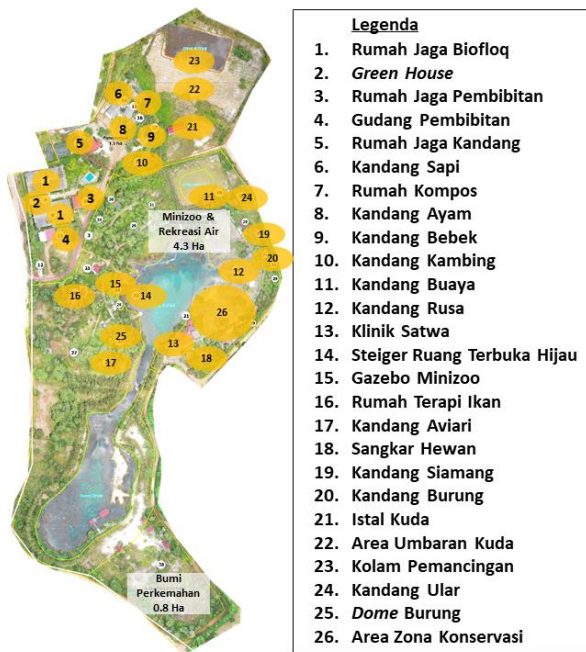 23
22
6
7
21
8
9
5
10
1
2
3
1
4
11
24
Minizoo &
Rekreasi Air
4.3 Ha
19
20
12
15
14
16
26
25
13
18
17
Bumi
Perkemahan
0.8 Ha
Legenda
1. Rumah Jaga Biofloq
2. Green House
3. Rumah Jaga Pembibitan
4. Gudang Pembibitan
5. Rumah Jaga Kandang
6. Kandang Sapi
7. Rumah Kompos
8. Kandang Ayam
9. Kandang Bebek
10. Kandang Kambing
11. Kandang Buaya
12. Kandang Rusa
13. Klinik Satwa
14. Steiger Ruang Terbuka Hijau
15. Gazebo Minizoo
16. Rumah Terapi Ikan
17. Kandang Aviari
18. Sangkar Hewan
19. Kandang Siamang
20. Kandang Burung
21. Istal Kuda
22. Area Umbaran Kuda
23. Kolam Pemancingan
24. Kandang Ular
25. Dome Burung
26. Area Zona Konservasi